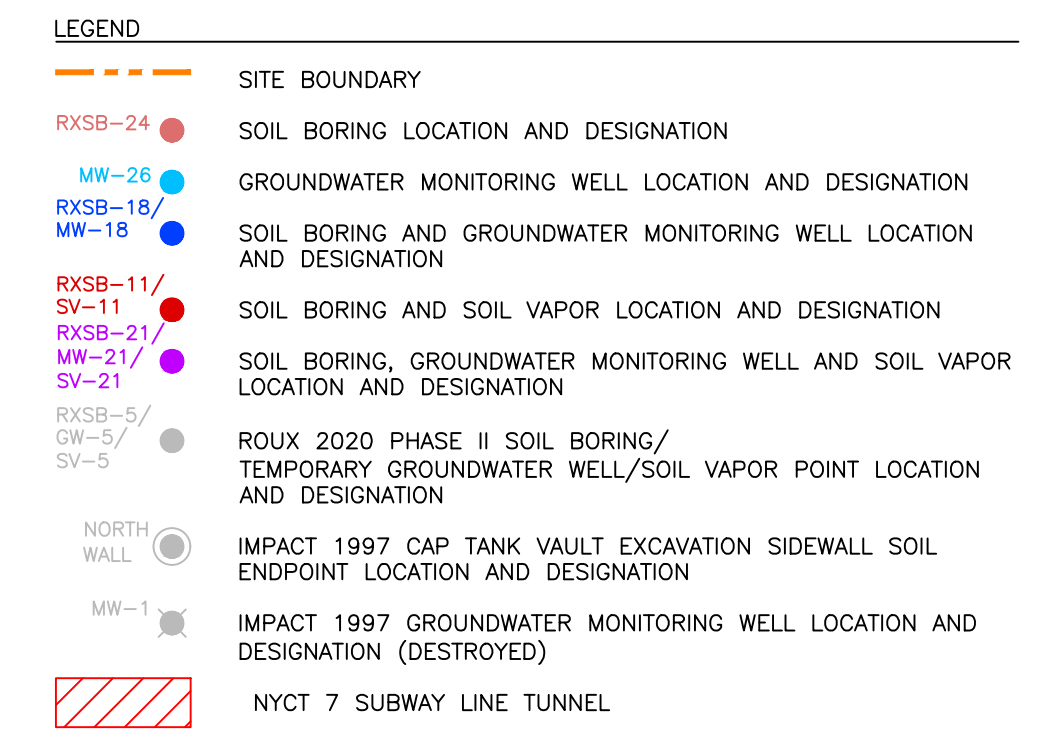 LEGEND
SITE BOUNDARY
RXSB-24
SOIL BORING LOCATION AND DESIGNATION
MW-26
GROUNDWATER MONITORING WELL LOCATION AND DESIGNATION
RXSB-18/
MW-18
SOIL BORING AND GROUNDWATER MONITORING WELL LOCATION
AND DESIGNATION
RXSB-11/
SV-11
SOIL BORING AND SOIL VAPOR LOCATION AND DESIGNATION
RXSB-21/
MW-21/
SV-21
SOIL BORING, GROUNDWATER MONITORING WELL AND SOIL VAPOR
LOCATION AND DESIGNATION
RXSB-5/
GW-5/
SV-5
ROUX 2020 PHASE II SOIL BORING/
TEMPORARY GROUNDWATER WELL/SOIL VAPOR POINT LOCATION
AND DESIGNATION
NORTH
WALL
IMPACT 1997 CAP TANK VAULT EXCAVATION SIDEWALL SOIL
ENDPOINT LOCATION AND DESIGNATION
MW-1
IMPACT 1997 GROUNDWATER MONITORING WELL LOCATION AND
DESIGNATION (DESTROYED)
NYCT 7 SUBWAY LINE TUNNEL